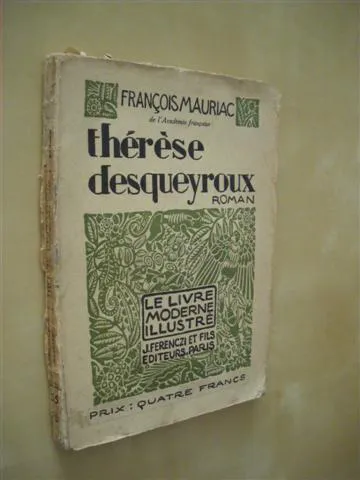 FRANÇOIS MAURIAC
de l'Académie française
thérèse
desqueyroux
ROMAN
LE LIVRE
MODERNE
ILLUSTRÉ
J. FERENCZI ET FILS
EDITEURS. PARIS
PRIX : QUATRE FRANCS